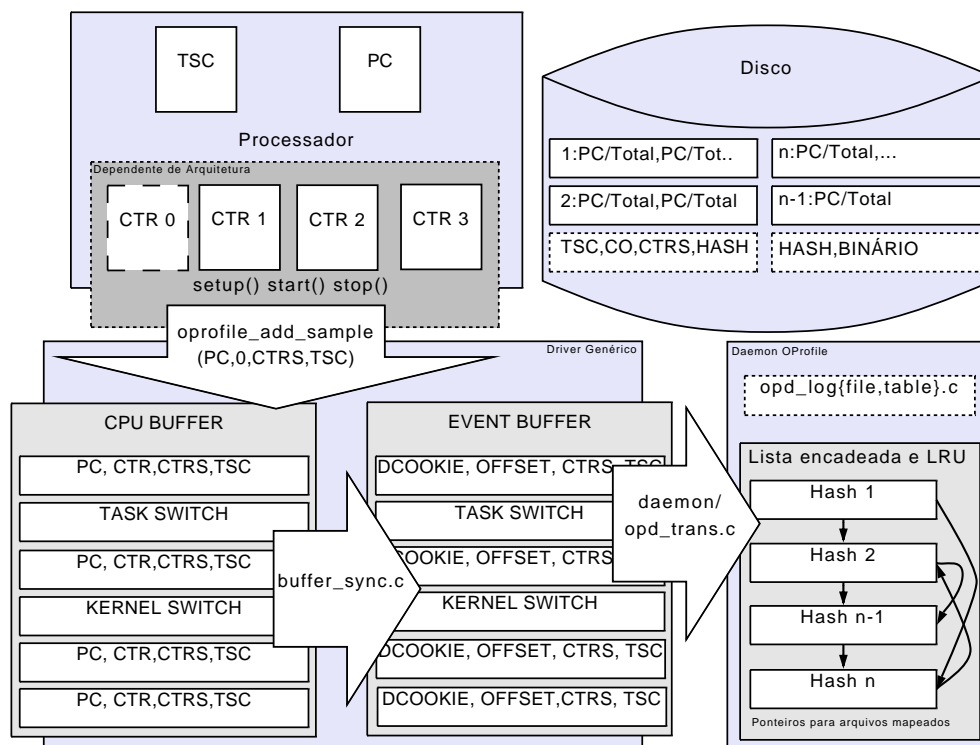 TSC
PC
Processador
Dependente de Arquitetura
CTR 0
CTR 1
CTR 2
CTR 3
setup() start() stop()
Disco
1:PC/Total,PC/Tot..
n:PC/Total,...
2:PC/Total,PC/Total
n-1:PC/Total
TSC,CO,CTRS,HASH
HASH,BINÁRIO
oprofile_add_sample
(PC,0,CTRS,TSC)
Driver Genérico
CPU BUFFER
PC, CTR,CTRS,TSC
TASK SWITCH
PC, CTR,CTRS,TSC
KERNEL SWITCH
PC, CTR,CTRS,TSC
PC, CTR,CTRS,TSC
buffer_sync.c
EVENT BUFFER
DCOOKIE, OFFSET, CTRS, TSC
TASK SWITCH
DCOOKIE, OFFSET, CTRS
KERNEL SWITCH
DCOOKIE, OFFSET, CTRS, TSC
DCOOKIE, OFFSET,CTRS, TSC
daemon/
opd_trans.c
Daemon OProfile
opd_log{file,table}.c
Lista encadeada e LRU
Hash 1
Hash 2
Hash n-1
Hash n
Ponteiros para arquivos mapeados